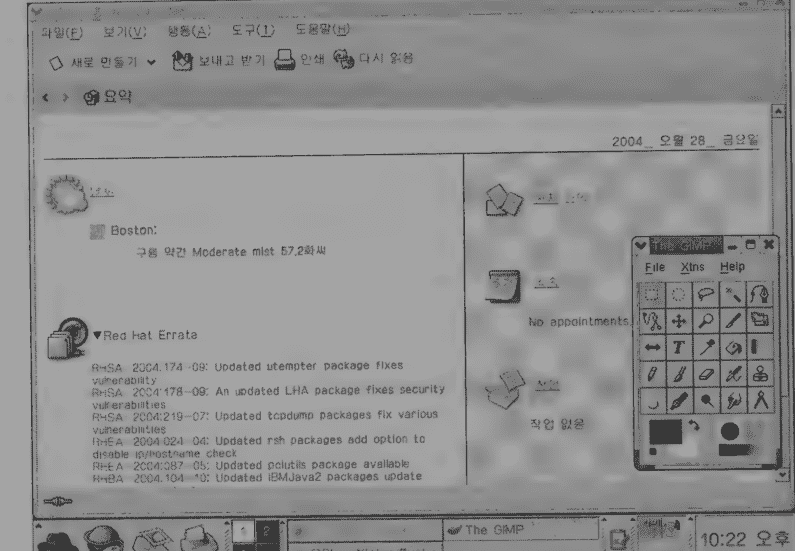 파일(F) 보기(V) 행동(A) 도구(T) 도움말(H)
새로 만들기 보내고 받기 인쇄 다시 읽음
요약
2004_ 오월 28_ 금요일
Boston:
구름 약간 Moderate mist 57.2화씨
Red Hat Errata
RHSA 2004:174-09: Updated utempter package fixes
vulnerability
RHSA 2004:178-09: An updated LHA package fixes security
vulnerabilities
RHSA 2004:219-07: Updated tcpdump packages fix various
vulnerabilities
RHEA 2004:024-04: Updated rsh packages add option to
disable ip/hostname check
RHEA 2004:087-05: Updated pciutils package available
RHBA 2004:104-10: IBMJava2 packages update
No appointments
작업 없음
The GIMP
File Xtns Help
1 2
The GIMP
10:22 오후